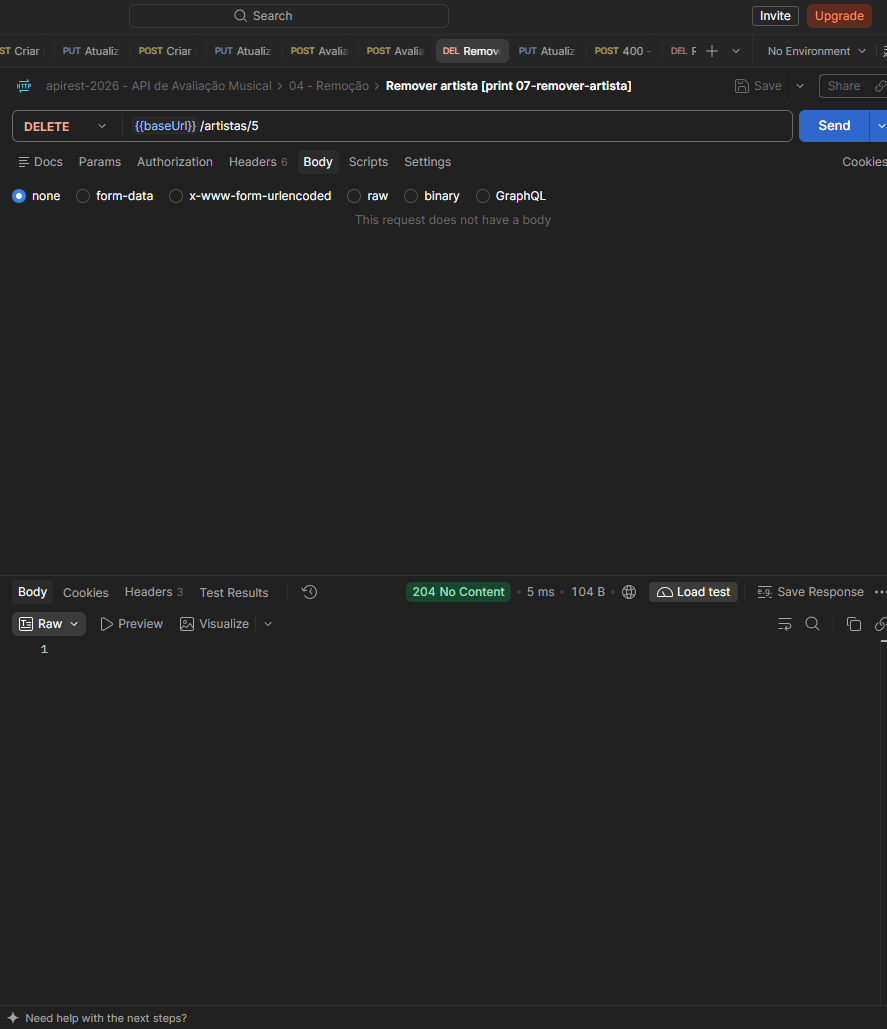 Search Invite Upgrade
ST Criar PUT Atualiz POST Criar PUT Atualiz POST Avalia POST Avalia DEL Remov PUT Atualiz POST 400 - DEL F No Environment
HTTP apirest-2026 - API de Avaliação Musical > 04 - Remoção > Remover artista [print 07-remover-artista] Save Share
DELETE {{baseUrl}} /artistas/5 Send
Docs Params Authorization Headers 6 Body Scripts Settings Cookies
none form-data x-www-form-urlencoded raw binary GraphQL
This request does not have a body
Body Cookies Headers 3 Test Results 204 No Content • 5 ms • 104 B • Load test e.g. Save Response
Raw Preview Visualize
1
Need help with the next steps?